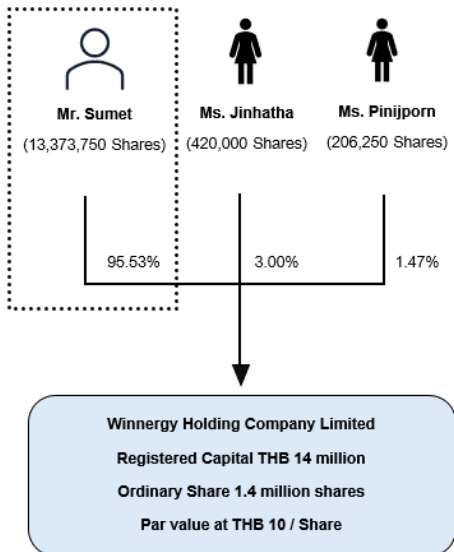 Mr. Sumet
(13,373,750 Shares)
Ms. Jinhatha
(420,000 Shares)
Ms. Pinijporn
(206,250 Shares)
95.53%
3.00%
1.47%
Winnergy Holding Company Limited
Registered Capital THB 14 million
Ordinary Share 1.4 million shares
Par value at THB 10 / Share